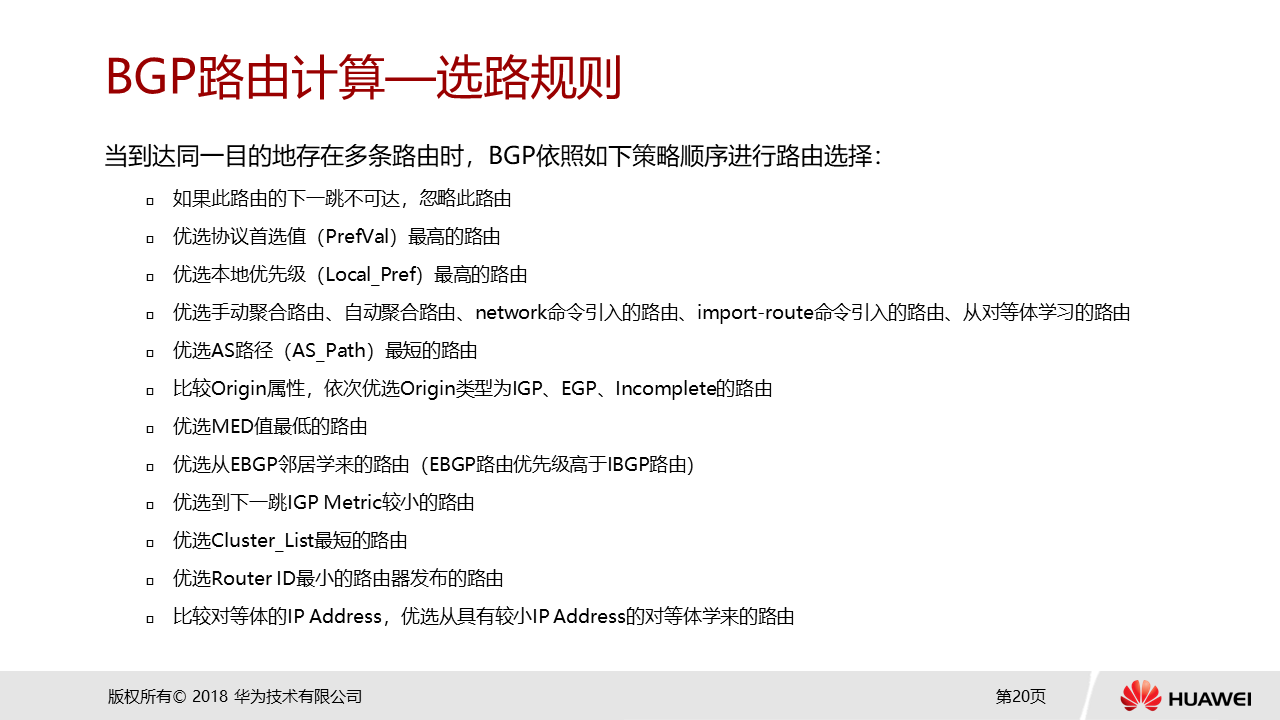 BGP路由计算—选路规则
当到达同一目的地存在多条路由时，BGP依照如下策略顺序进行路由选择：
如果此路由的下一跳不可达，忽略此路由
优选协议首选值（PrefVal）最高的路由
优选本地优先级（Local_Pref）最高的路由
优选手动聚合路由、自动聚合路由、network命令引入的路由、import-route命令引入的路由、从对等体学习的路由
优选AS路径（AS_Path）最短的路由
比较Origin属性，依次优选Origin类型为IGP、EGP、Incomplete的路由
优选MED值最低的路由
优选从EBGP邻居学来的路由（EBGP路由优先级高于IBGP路由）
优选到下一跳IGP Metric较小的路由
优选Cluster_List最短的路由
优选Router ID最小的路由器发布的路由
比较对等体的IP Address，优选从具有较小IP Address的对等体学来的路由
版权所有© 2018 华为技术有限公司
第20页
HUAWEI